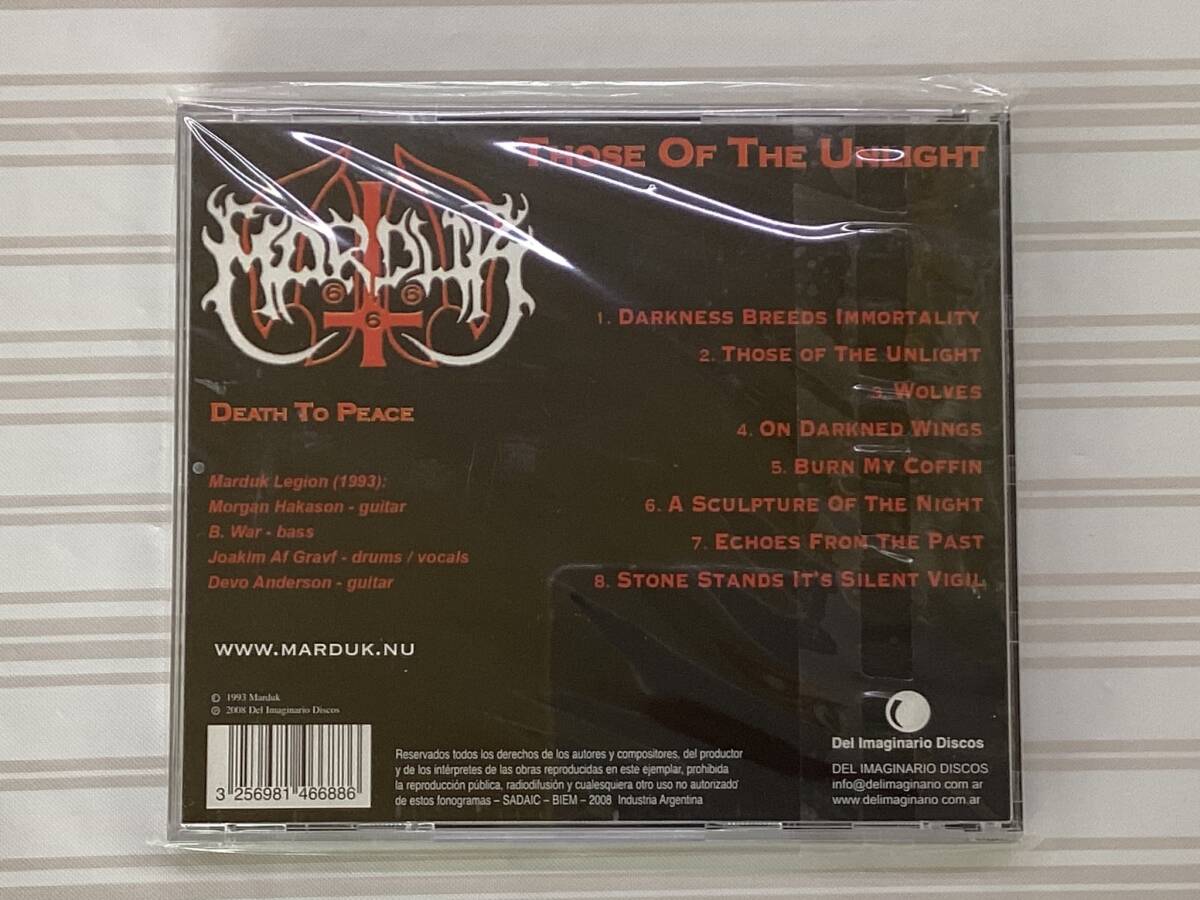 THOSE OF THE UNLIGHT
MARDUK
6 6
6
DEATH TO PEACE
Marduk Legion (1993):
Morgan Hakason - guitar
B. War - bass
Joakim Af Gravf - drums / vocals
Devo Anderson - guitar
WWW.MARDUK.NU
1. DARKNESS BREEDS IMMORTALITY
2. THOSE OF THE UNLIGHT
3. WOLVES
4. ON DARKNED WINGS
5. BURN MY COFFIN
6. A SCULPTURE OF THE NIGHT
7. ECHOES FROM THE PAST
8. STONE STANDS IT'S SILENT VIGIL
© 1993 Marduk
℗ 2008 Del Imaginario Discos
3 256981 466886
Reservados todos los derechos de los autores y compositores, del productor
y de los intérpretes de las obras reproducidas en este ejemplar, prohibida
la reproducción pública, radiodifusión y cualesquiera otro uso no autorizado
de estos fonogramas – SADAIC – BIEM – 2008 Industria Argentina
Del Imaginario Discos
DEL IMAGINARIO DISCOS
info@delimaginario.com.ar
www.delimaginario.com.ar